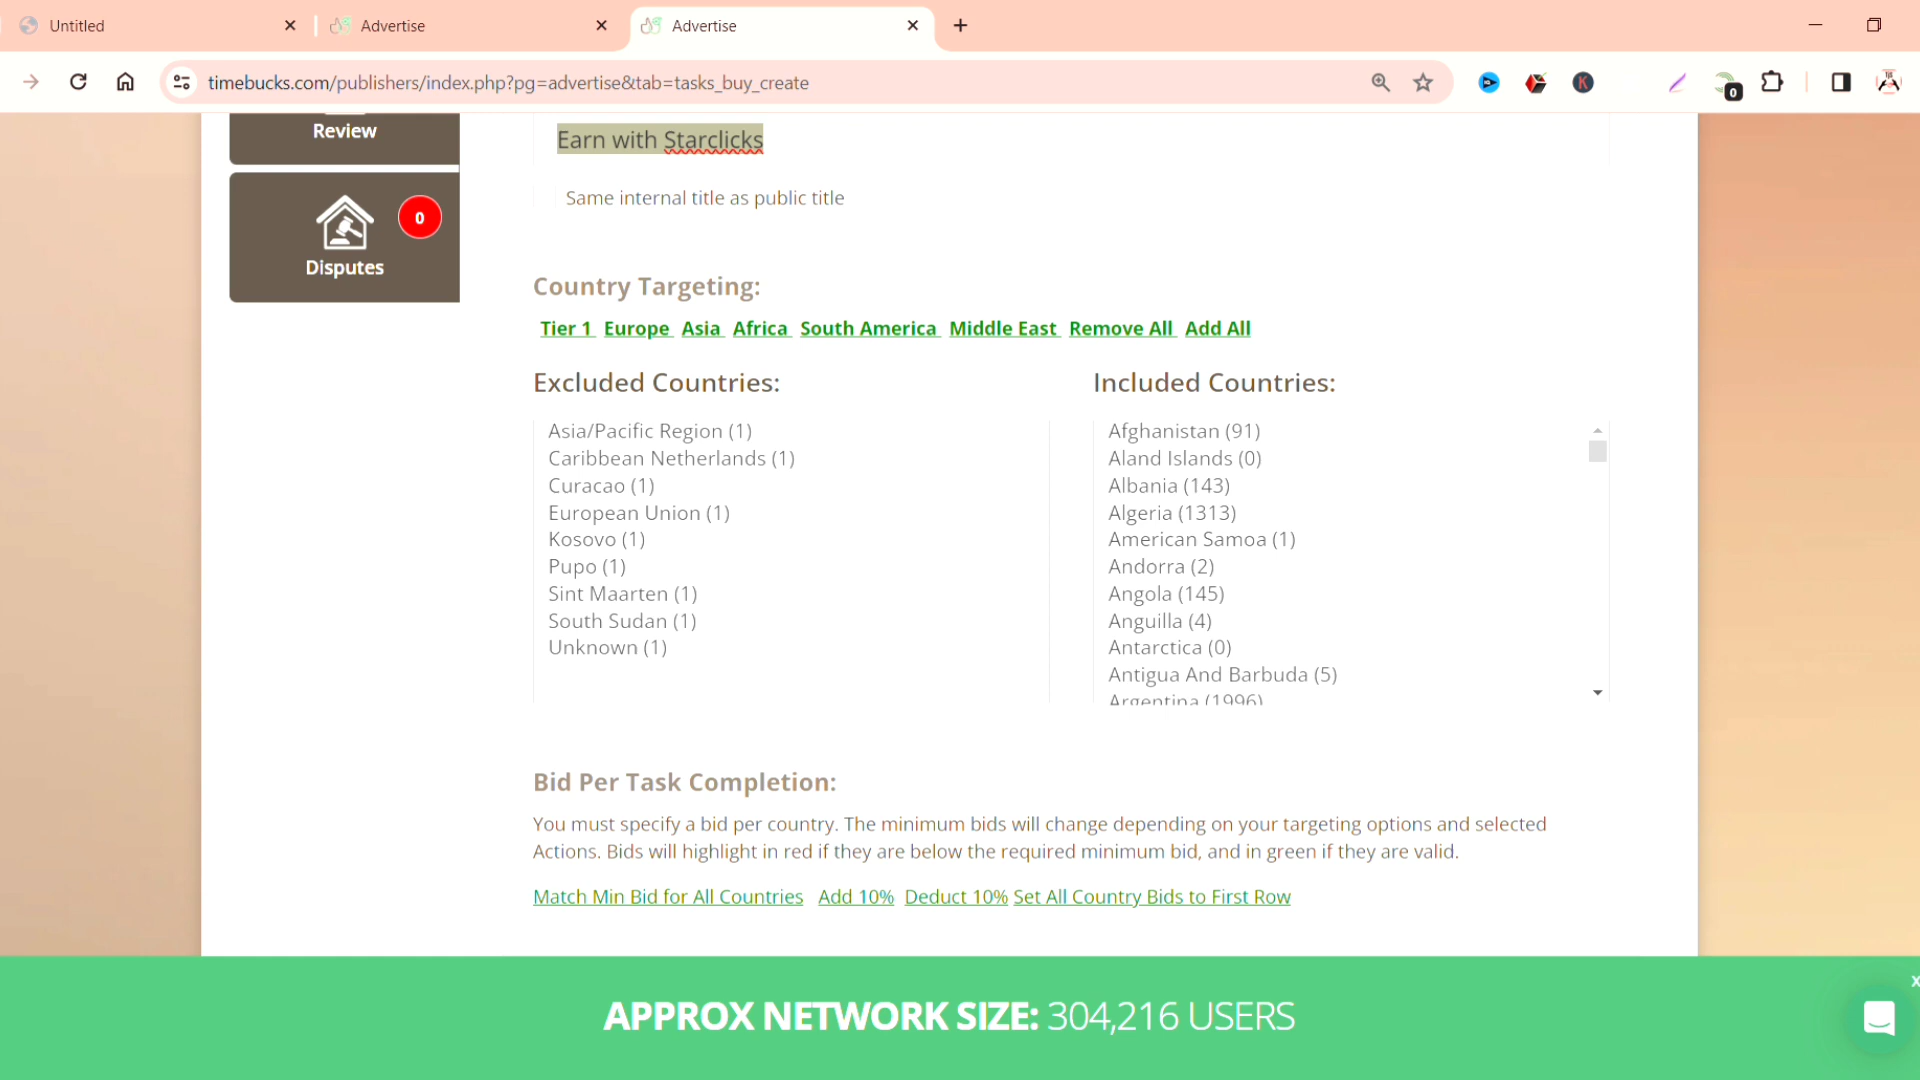 Untitled
Advertise
Advertise
timebucks.com/publishers/index.php?pg=advertise&tab=tasks_buy_create
K
0
Review
Earn with Starclicks
Same internal title as public title
0
Disputes
Country Targeting:
Tier 1 Europe Asia Africa South America Middle East Remove All Add All
Excluded Countries:
Asia/Pacific Region (1)
Caribbean Netherlands (1)
Curacao (1)
European Union (1)
Kosovo (1)
Pupo (1)
Sint Maarten (1)
South Sudan (1)
Unknown (1)
Included Countries:
Afghanistan (91)
Aland Islands (0)
Albania (143)
Algeria (1313)
American Samoa (1)
Andorra (2)
Angola (145)
Anguilla (4)
Antarctica (0)
Antigua And Barbuda (5)
Argentina (1996)
Bid Per Task Completion:
You must specify a bid per country. The minimum bids will change depending on your targeting options and selected
Actions. Bids will highlight in red if they are below the required minimum bid, and in green if they are valid.
Match Min Bid for All Countries Add 10% Deduct 10% Set All Country Bids to First Row
APPROX NETWORK SIZE: 304,216 USERS
x